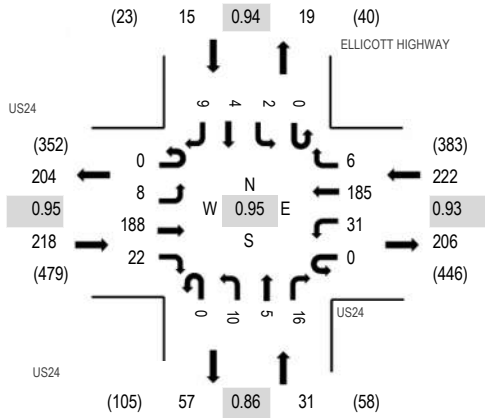 (23) 15 0.94 19 (40)
ELLICOTT HIGHWAY
US24
9 4 2 0
(352) (383)
0 6
204 222
8 N 185
0.95 W 0.95 E 0.93
188 S 31
218 206
22 0
(479) (446)
0 10 5 16
US24
US24
(105) 57 0.86 31 (58)